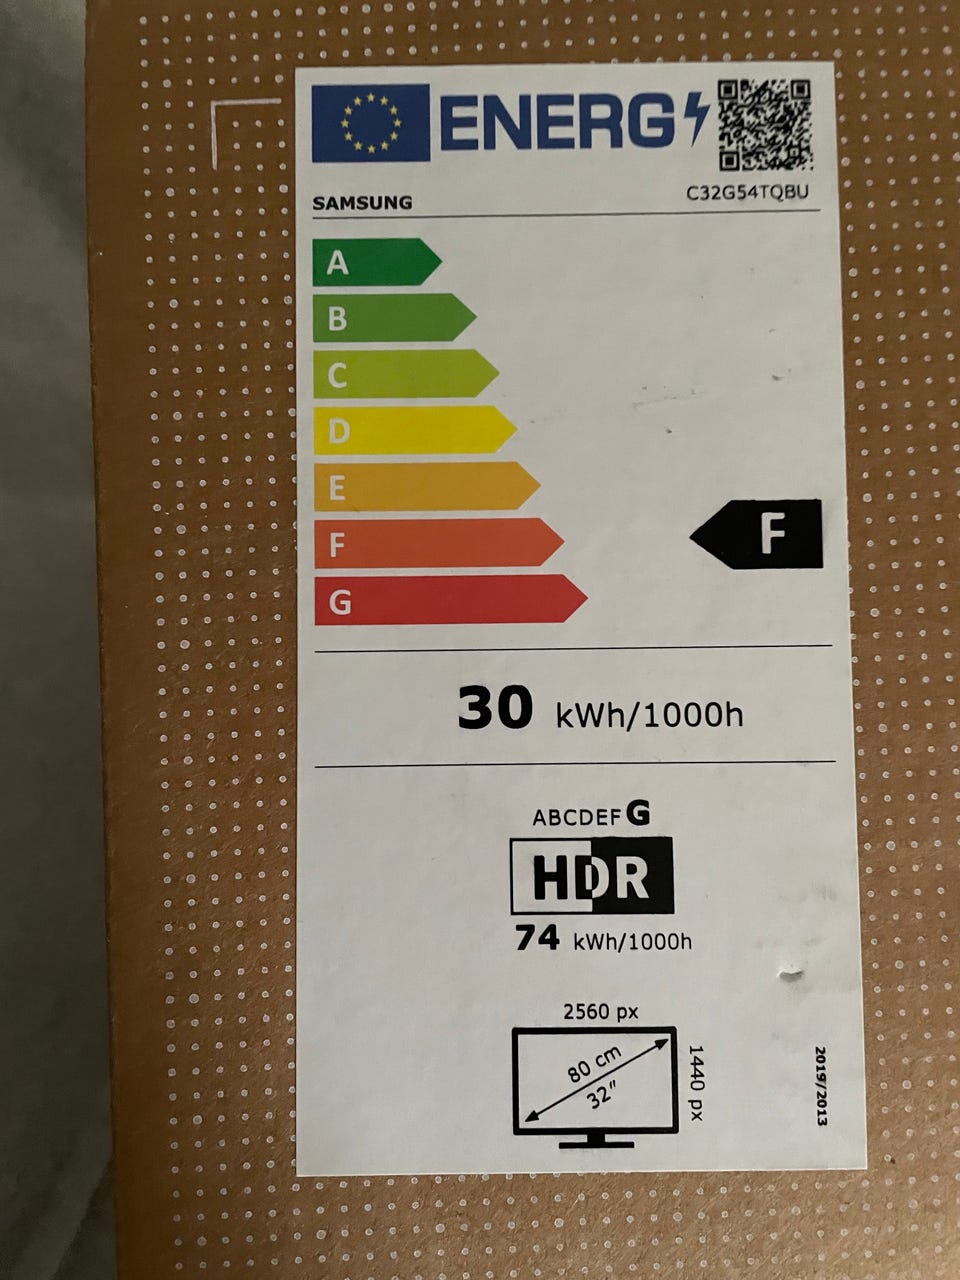 ENERG
SAMSUNG
C32G54TQBU
A
B
C
D
E
F
G
F
30 kWh/1000h
ABCDEFG
HDR
74 kWh/1000h
2560 px
80 cm
32"
1440 px
2019/2013